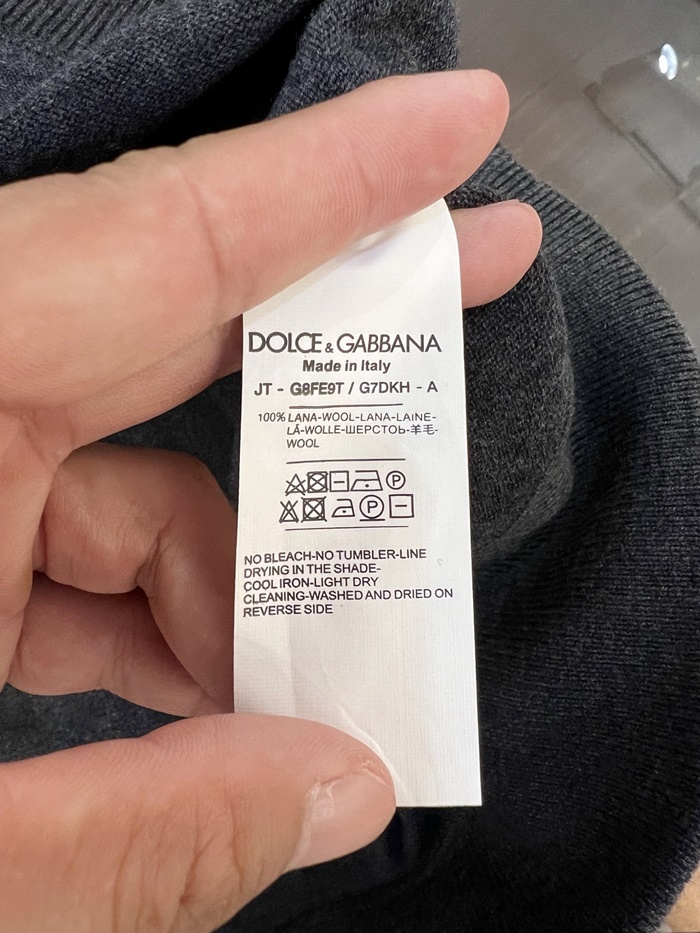 DOLCE & GABBANA
Made in Italy
JT - G8FE9T / G7DKH - A
100% LANA-WOOL-LANA-LAINE-
LÃ-WOLLE-ШЕРСТОЬ-羊毛-
WOOL
P
P
NO BLEACH-NO TUMBLER-LINE
DRYING IN THE SHADE-
COOL IRON-LIGHT DRY
CLEANING-WASHED AND DRIED ON
REVERSE SIDE